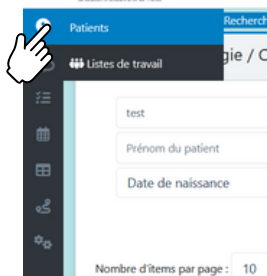 Patients
Recherch
Listes de travail
gie / C
test
Prénom du patient
Date de naissance
Nombre d'items par page : 10